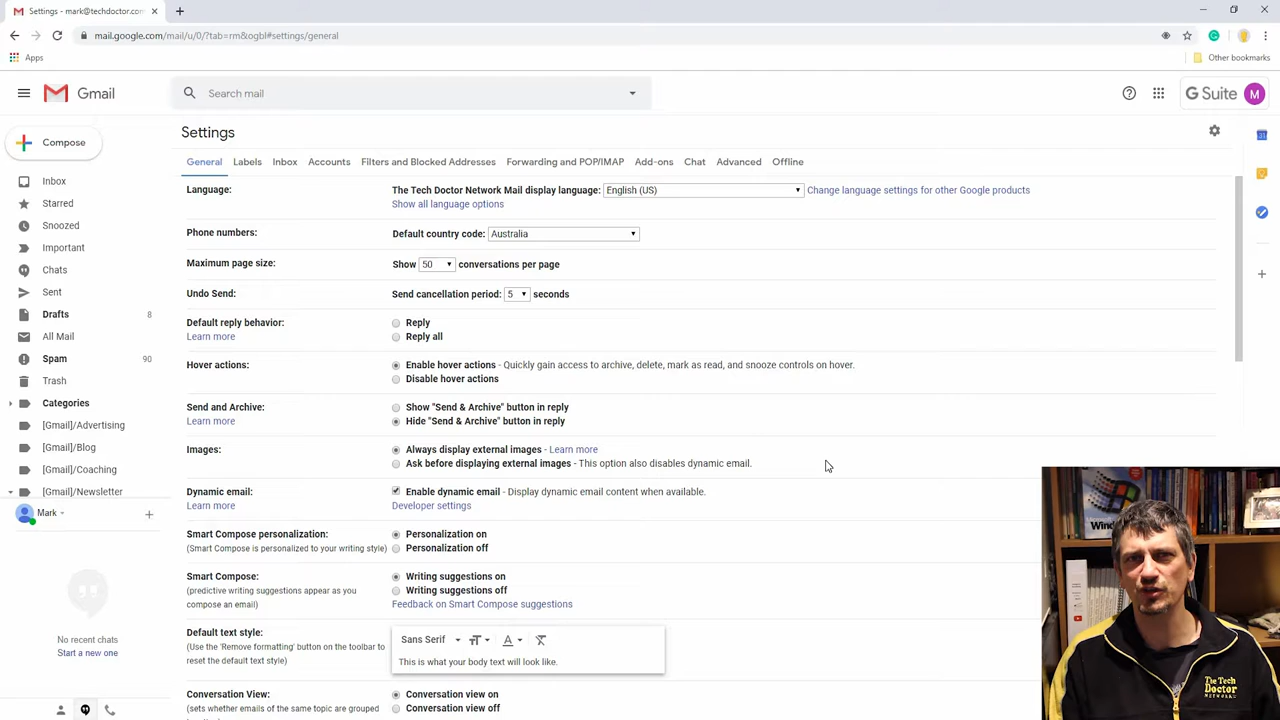 Settings - mark@techdoctor.co
mail.google.com/mail/u/0/?tab=rm&ogbl#settings/general
Apps
Other bookmarks
Gmail
Search mail
G Suite
M
Compose
Settings
General Labels Inbox Accounts Filters and Blocked Addresses Forwarding and POP/IMAP Add-ons Chat Advanced Offline
Inbox
Starred
Snoozed
Important
Chats
Sent
Drafts 8
All Mail
Spam 90
Trash
Categories
[Gmail]/Advertising
[Gmail]/Blog
[Gmail]/Coaching
[Gmail]/Newsletter
Mark
No recent chats
Start a new one
Language:
The Tech Doctor Network Mail display language: English (US) Change language settings for other Google products
Show all language options
Phone numbers:
Default country code: Australia
Maximum page size:
Show 50 conversations per page
Undo Send:
Send cancellation period: 5 seconds
Default reply behavior:
Learn more
Reply
Reply all
Hover actions:
Enable hover actions - Quickly gain access to archive, delete, mark as read, and snooze controls on hover.
Disable hover actions
Send and Archive:
Learn more
Show "Send & Archive" button in reply
Hide "Send & Archive" button in reply
Images:
Always display external images - Learn more
Ask before displaying external images - This option also disables dynamic email.
Dynamic email:
Learn more
Enable dynamic email - Display dynamic email content when available.
Developer settings
Smart Compose personalization:
(Smart Compose is personalized to your writing style)
Personalization on
Personalization off
Smart Compose:
(predictive writing suggestions appear as you
compose an email)
Writing suggestions on
Writing suggestions off
Feedback on Smart Compose suggestions
Default text style:
(Use the 'Remove formatting' button on the toolbar to
reset the default text style)
Sans Serif
This is what your body text will look like.
Conversation View:
(sets whether emails of the same topic are grouped
Conversation view on
Conversation view off
The Tech
Doctor